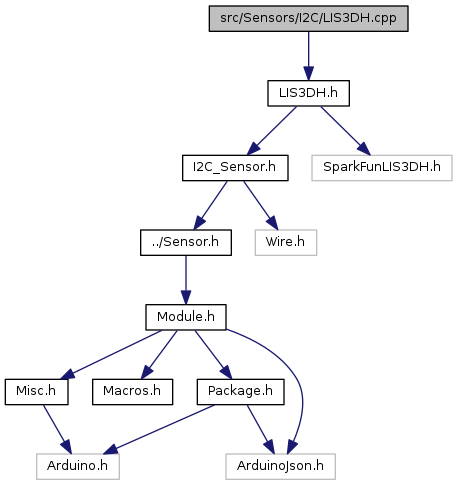 src/Sensors/I2C/LIS3DH.cpp
LIS3DH.h
I2C_Sensor.h
SparkFunLIS3DH.h
../Sensor.h
Wire.h
Module.h
Misc.h
Macros.h
Package.h
Arduino.h
ArduinoJson.h